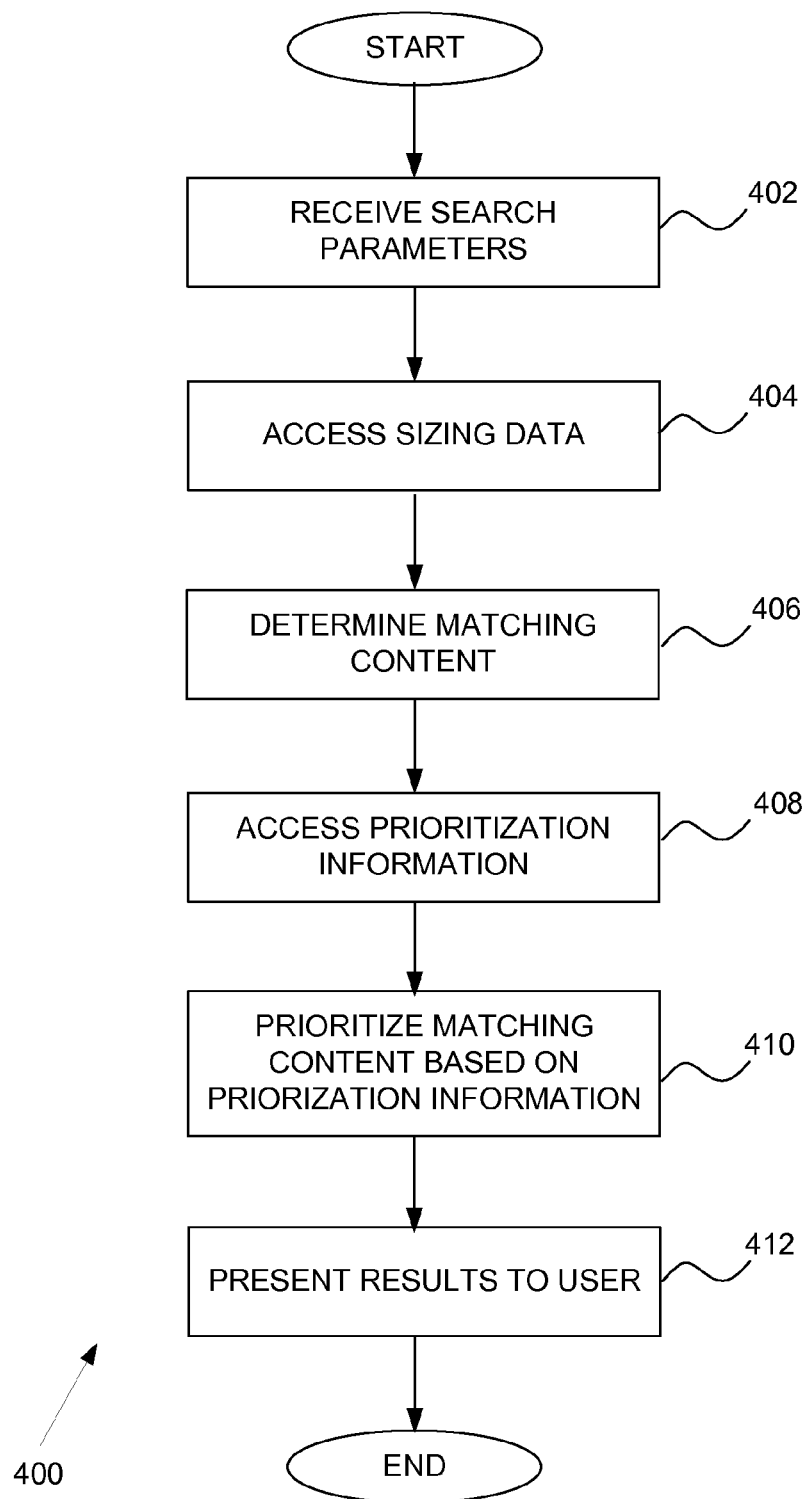 START
RECEIVE SEARCH
PARAMETERS
402
ACCESS SIZING DATA
404
DETERMINE MATCHING
CONTENT
406
ACCESS PRIORITIZATION
INFORMATION
408
PRIORITIZE MATCHING
CONTENT BASED ON
PRIORIZATION INFORMATION
410
PRESENT RESULTS TO USER
412
END
400